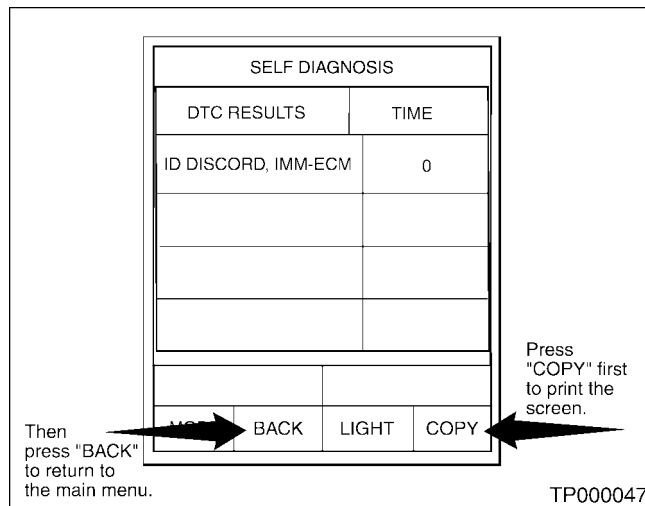 SELF DIAGNOSIS
DTC RESULTS TIME
ID DISCORD, IMM-ECM 0
Press
"COPY" first
to print the
screen.
BACK LIGHT COPY
Then
press "BACK"
to return to
the main menu.
TP000047